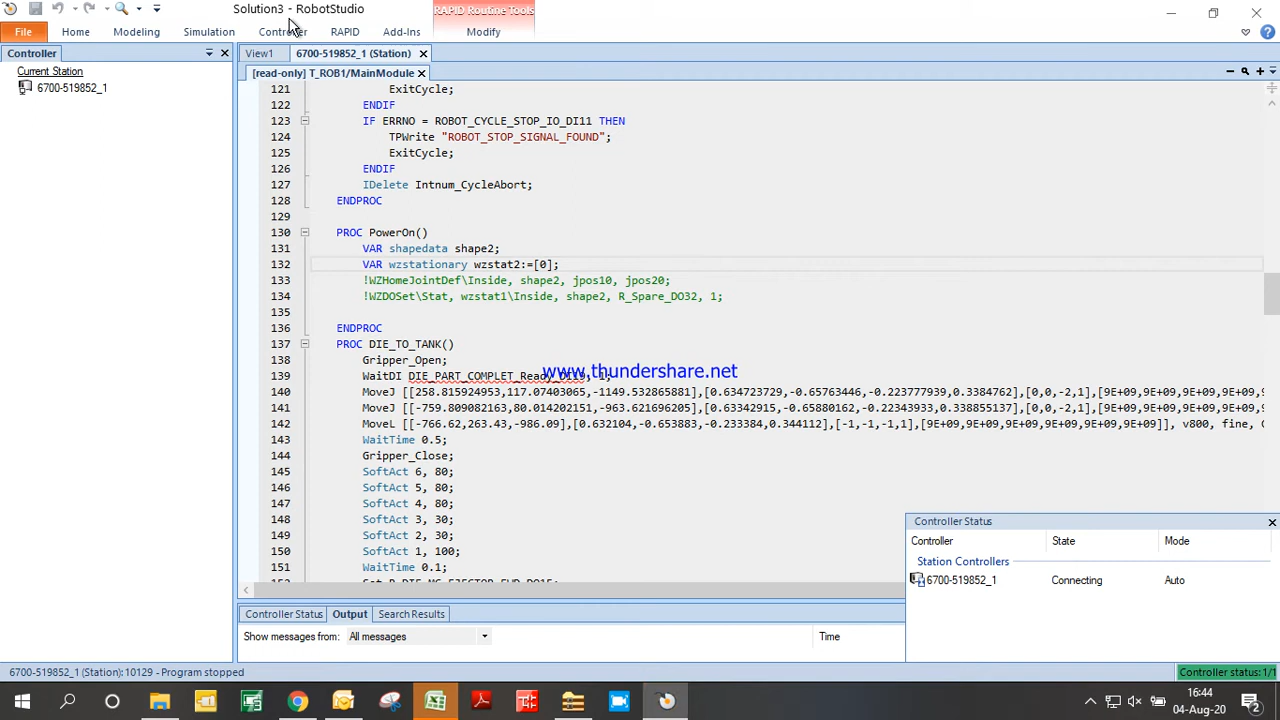 Solution3 - RobotStudio
RAPID Routine Tools
File Home Modeling Simulation Controller RAPID Add-Ins Modify
Controller
View1 6700-519852_1 (Station)
Current Station
6700-519852_1
[read-only] T_ROB1/MainModule
121 ExitCycle;
122 ENDIF
123 IF ERRNO = ROBOT_CYCLE_STOP_IO_DI11 THEN
124 TPWrite "ROBOT_STOP_SIGNAL_FOUND";
125 ExitCycle;
126 ENDIF
127 IDelete Intnum_CycleAbort;
128 ENDPROC
129
130 PROC PowerOn()
131 VAR shapedata shape2;
132 VAR wzstationary wzstat2:=[0];
133 !WZHomeJointDef\Inside, shape2, jpos10, jpos20;
134 !WZDOSet\Stat, wzstat1\Inside, shape2, R_Spare_DO32, 1;
135
136 ENDPROC
137 PROC DIE_TO_TANK()
138 Gripper_Open;
139 WaitDI DIE_PART_COMPLET_Ready_DI19, 1;
www.thundershare.net
140 MoveJ [[258.815924953,117.07403065,-1149.532865881],[0.634723729,-0.65763446,-0.223777939,0.3384762],[0,0,-2,1],[9E+09,9E+09,9E+09,9E+09,
141 MoveJ [[-759.809082163,80.014202151,-963.621696205],[0.63342915,-0.65880162,-0.22343933,0.338855137],[0,0,-2,1],[9E+09,9E+09,9E+09,9E+09,
142 MoveL [[-766.62,263.43,-986.09],[0.632104,-0.653883,-0.233384,0.344112],[-1,-1,-1,1],[9E+09,9E+09,9E+09,9E+09,9E+09,9E+09]], v800, fine,
143 WaitTime 0.5;
144 Gripper_Close;
145 SoftAct 6, 80;
146 SoftAct 5, 80;
147 SoftAct 4, 80;
148 SoftAct 3, 30;
149 SoftAct 2, 30;
150 SoftAct 1, 100;
151 WaitTime 0.1;
Controller Status
Controller State Mode
Station Controllers
6700-519852_1 Connecting Auto
Controller Status Output Search Results
Show messages from: All messages Time
6700-519852_1 (Station): 10129 - Program stopped
Controller status: 1/1
16:44
04-Aug-20
2